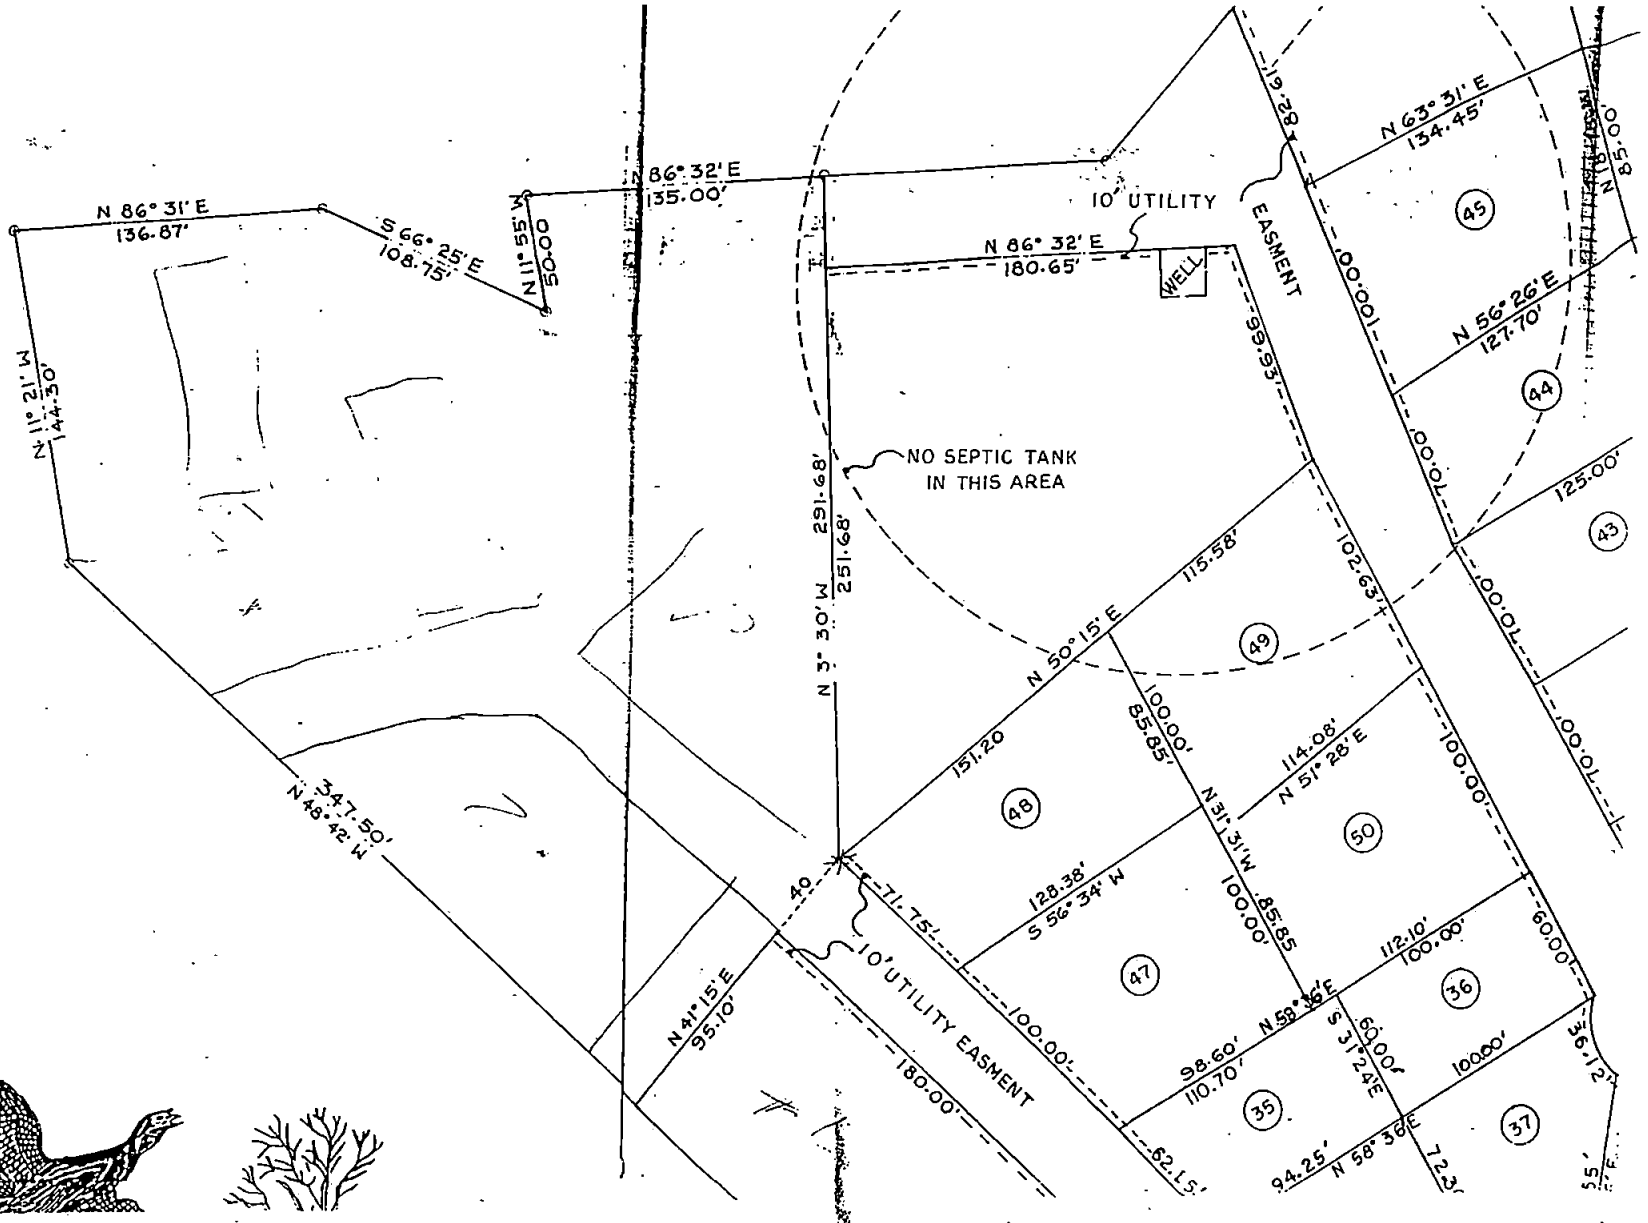 N 86° 31' E
136.87'
S 66° 25' E
108.75'
N 11° 55' W
50.00
86° 32' E
135.00'
N 11° 21' W
144.30'
10' UTILITY
EASMENT
N 86° 32' E
180.65'
WELL
99.93'
N 63° 31' E
134.45'
85.00'
45
100.00'
N 56° 26' E
127.70'
44
70.00'
125.00'
43
NO SEPTIC TANK
IN THIS AREA
291.68'
251.68'
N 3° 30' W
115.58'
N 50° 15' E
151.20
102.63'
49
70.00'
70.00'
100.00'
85.85'
114.08'
N 51° 28' E
100.00'
48
128.38'
S 56° 34' W
N 31° 31' W
85.85
100.00'
50
347.50'
N 48° 42' W
40
71.75'
10' UTILITY EASMENT
N 41° 15' E
95.10'
180.00'
47
100.00'
112.10'
100.00'
N 58° 36' E
98.60'
110.70'
60.00'
36
60.00'
S 31° 24' E
100.00'
36.12'
35
37
94.25'
N 58° 36' E
62.15'